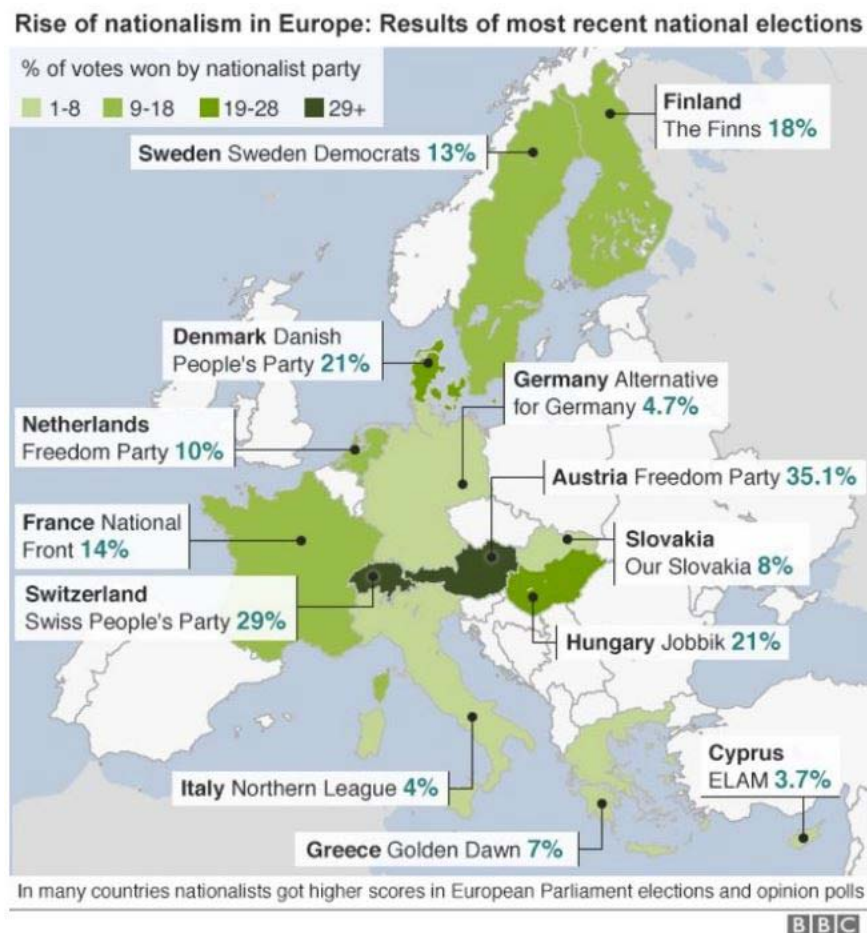 Rise of nationalism in Europe: Results of most recent national elections
% of votes won by nationalist party
1-8 9-18 19-28 29+
Finland
The Finns 18%
Sweden Sweden Democrats 13%
Denmark Danish
People's Party 21%
Germany Alternative
for Germany 4.7%
Netherlands
Freedom Party 10%
Austria Freedom Party 35.1%
France National
Front 14%
Slovakia
Our Slovakia 8%
Switzerland
Swiss People's Party 29%
Hungary Jobbik 21%
Cyprus
ELAM 3.7%
Italy Northern League 4%
Greece Golden Dawn 7%
In many countries nationalists got higher scores in European Parliament elections and opinion polls
BBC